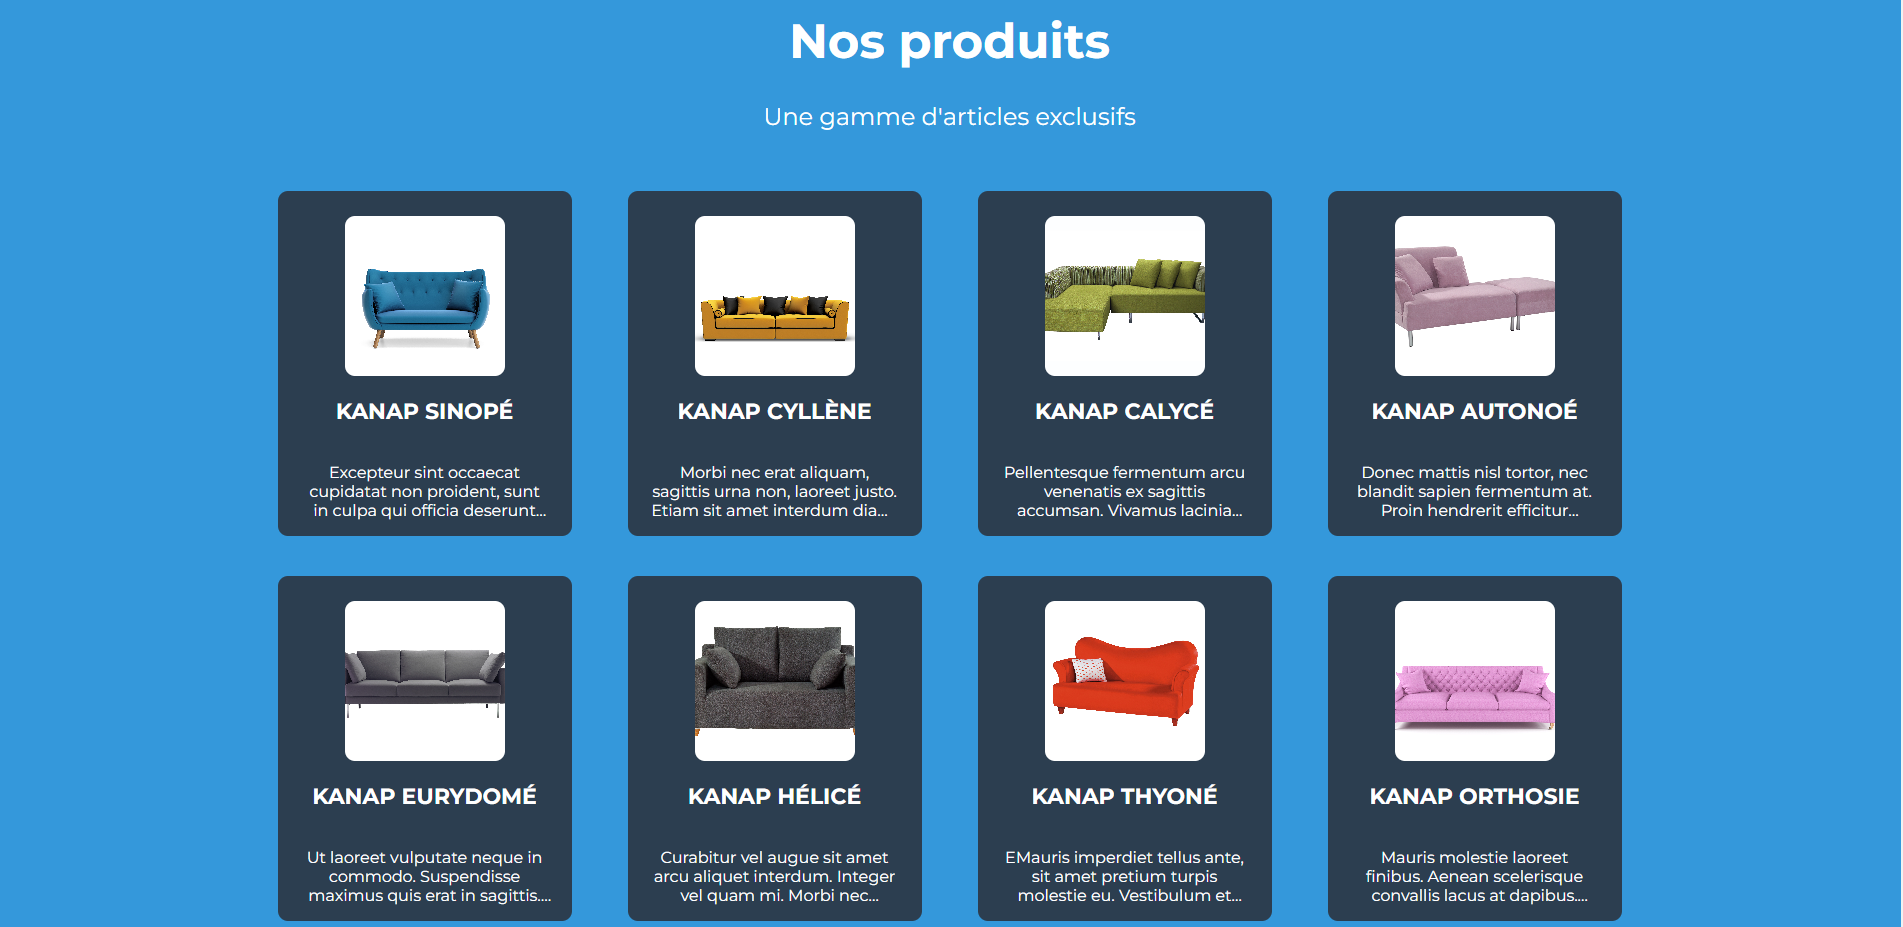 Nos produits
Une gamme d'articles exclusifs
KANAP SINOPÉ
Excepteur sint occaecat
cupidatat non proident, sunt
in culpa qui officia deserunt...
KANAP CYLLÈNE
Morbi nec erat aliquam,
sagittis urna non, laoreet justo.
Etiam sit amet interdum dia...
KANAP CALYCÉ
Pellentesque fermentum arcu
venenatis ex sagittis
accumsan. Vivamus lacinia...
KANAP AUTONOÉ
Donec mattis nisl tortor, nec
blandit sapien fermentum at.
Proin hendrerit efficitur...
KANAP EURYDOMÉ
Ut laoreet vulputate neque in
commodo. Suspendisse
maximus quis erat in sagittis....
KANAP HÉLICÉ
Curabitur vel augue sit amet
arcu aliquet interdum. Integer
vel quam mi. Morbi nec...
KANAP THYONÉ
EMauris imperdiet tellus ante,
sit amet pretium turpis
molestie eu. Vestibulum et...
KANAP ORTHOSIE
Mauris molestie laoreet
finibus. Aenean scelerisque
convallis lacus at dapibus....